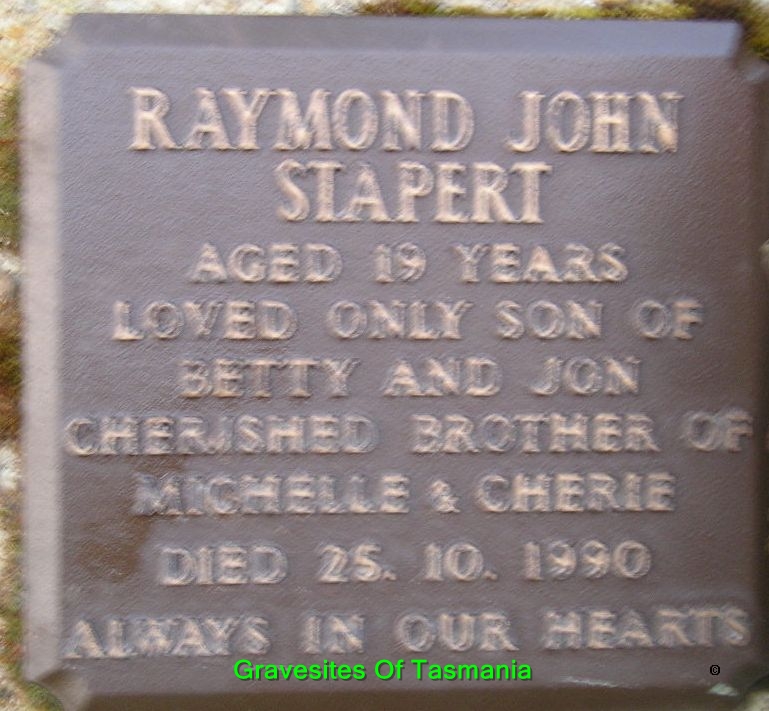 RAYMOND JOHN
STAPERT
AGED 19 YEARS
LOVED ONLY SON OF
BETTY AND JON
CHERISHED BROTHER OF
MICHELLE & CHERIE
DIED 25. 10. 1990
ALWAYS IN OUR HEARTS
Gravesites Of Tasmania ©